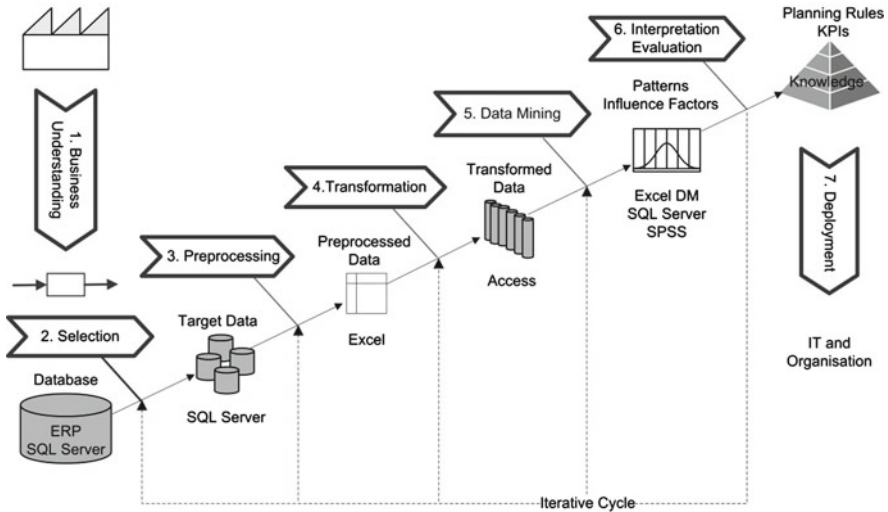 Planning Rules
KPIs
Knowledge
6. Interpretation
Evaluation
Patterns
Influence Factors
Excel DM
SQL Server
SPSS
5. Data Mining
Transformed
Data
Access
4.Transformation
Preprocessed
Data
Excel
3. Preprocessing
Target Data
SQL Server
1. Business
Understanding
2. Selection
Database
ERP
SQL Server
7. Deployment
IT and
Organisation
Iterative Cycle